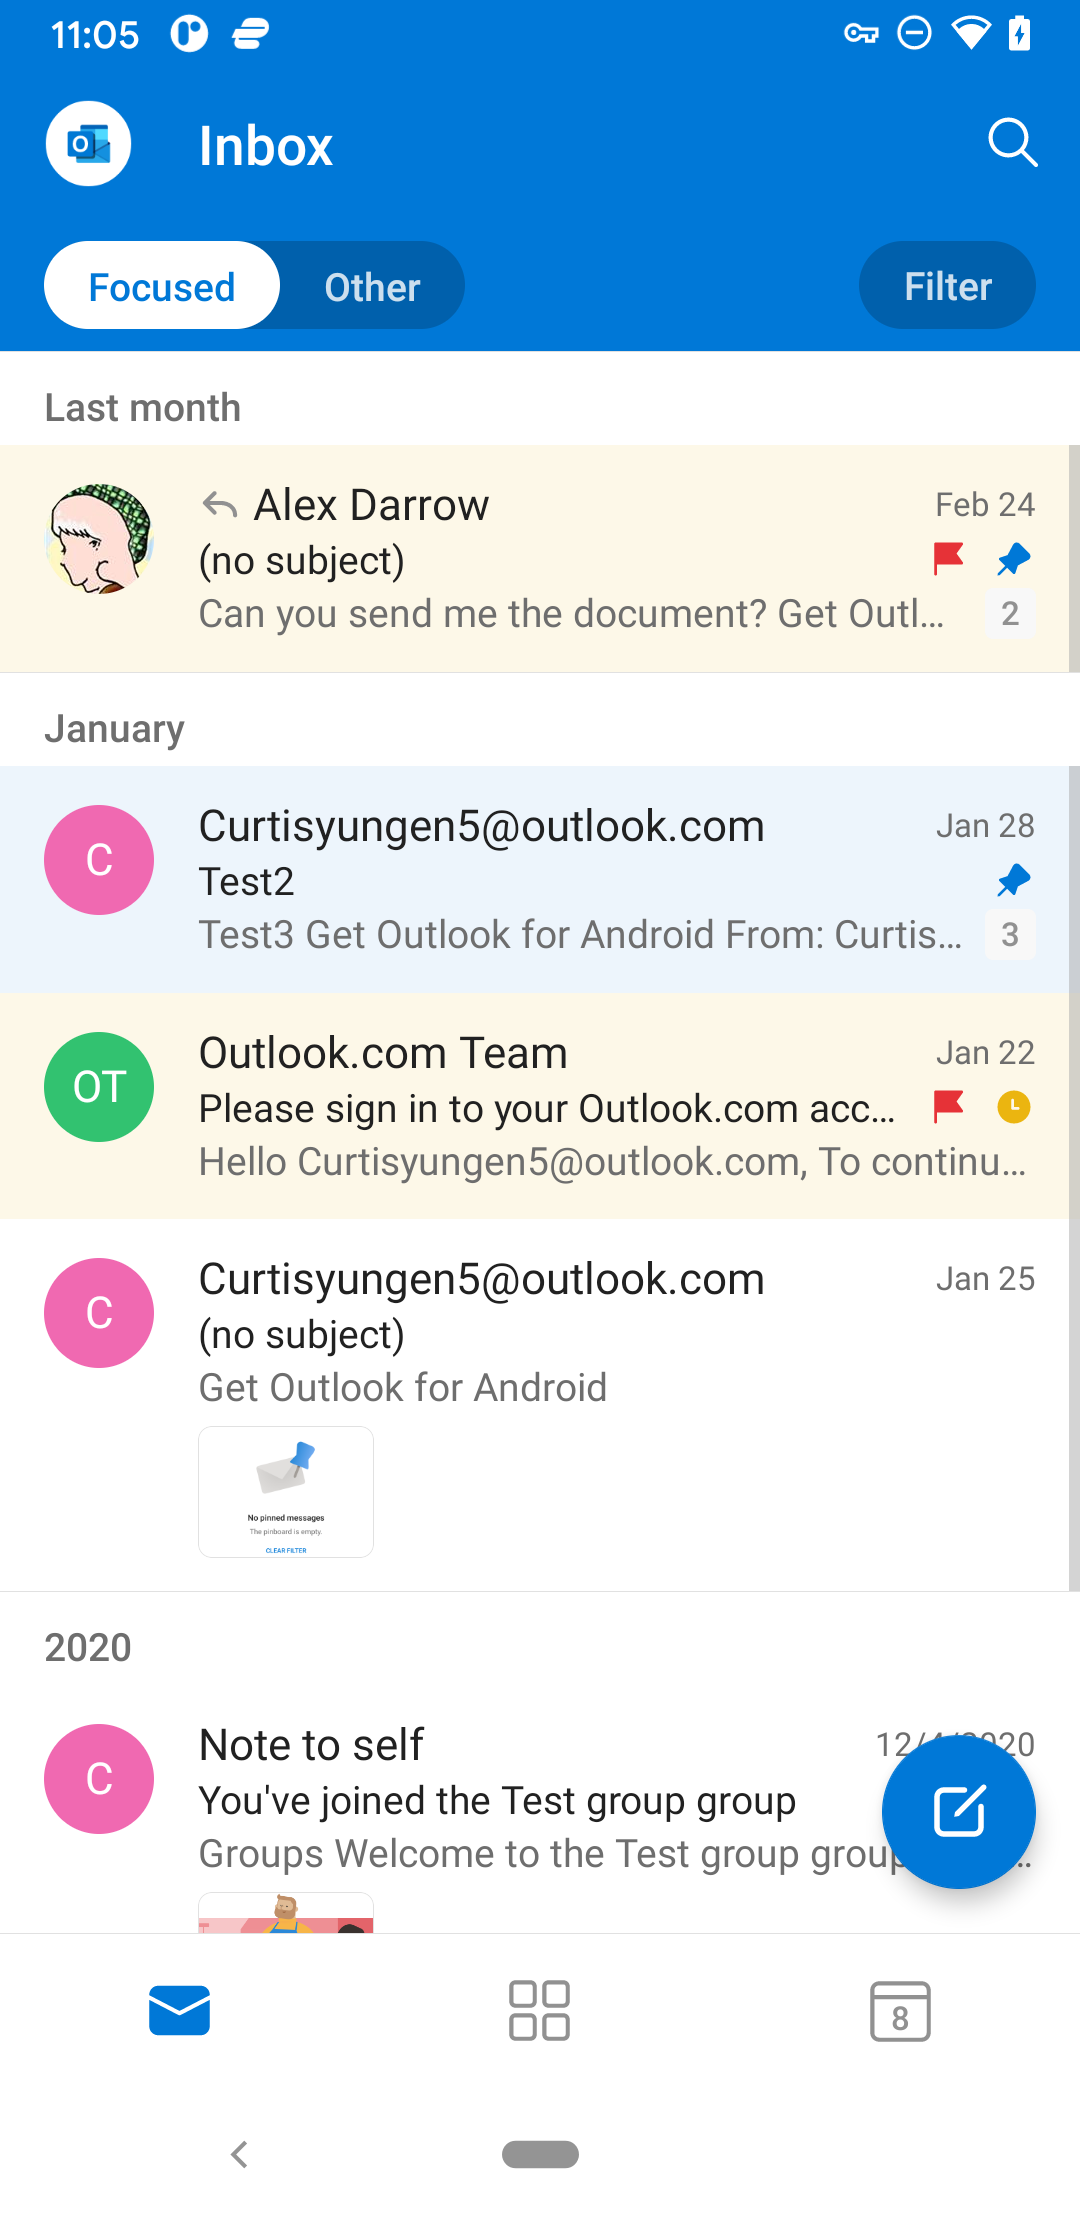 11:05
Inbox
Focused
Other
Filter
Last month
Alex Darrow
Feb 24
(no subject)
Can you send me the document? Get Outl...
2
January
C
Curtisyungen5@outlook.com
Jan 28
Test2
Test3 Get Outlook for Android From: Curtis...
3
OT
Outlook.com Team
Jan 22
Please sign in to your Outlook.com acc...
Hello Curtisyungen5@outlook.com, To continu...
C
Curtisyungen5@outlook.com
Jan 25
(no subject)
Get Outlook for Android
No pinned messages
The pinboard is empty.
CLEAR FILTER
2020
C
Note to self
You've joined the Test group group
Groups Welcome to the Test group group
8